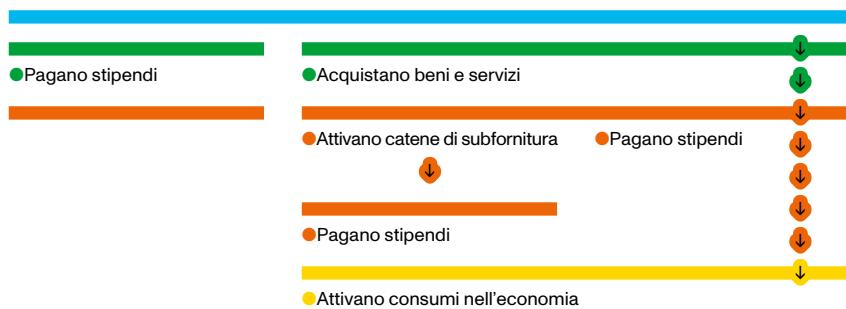 Pagano stipendi
Acquistano beni e servizi
Attivano catene di subfornitura
Pagano stipendi
Pagano stipendi
Attivano consumi nell'economia